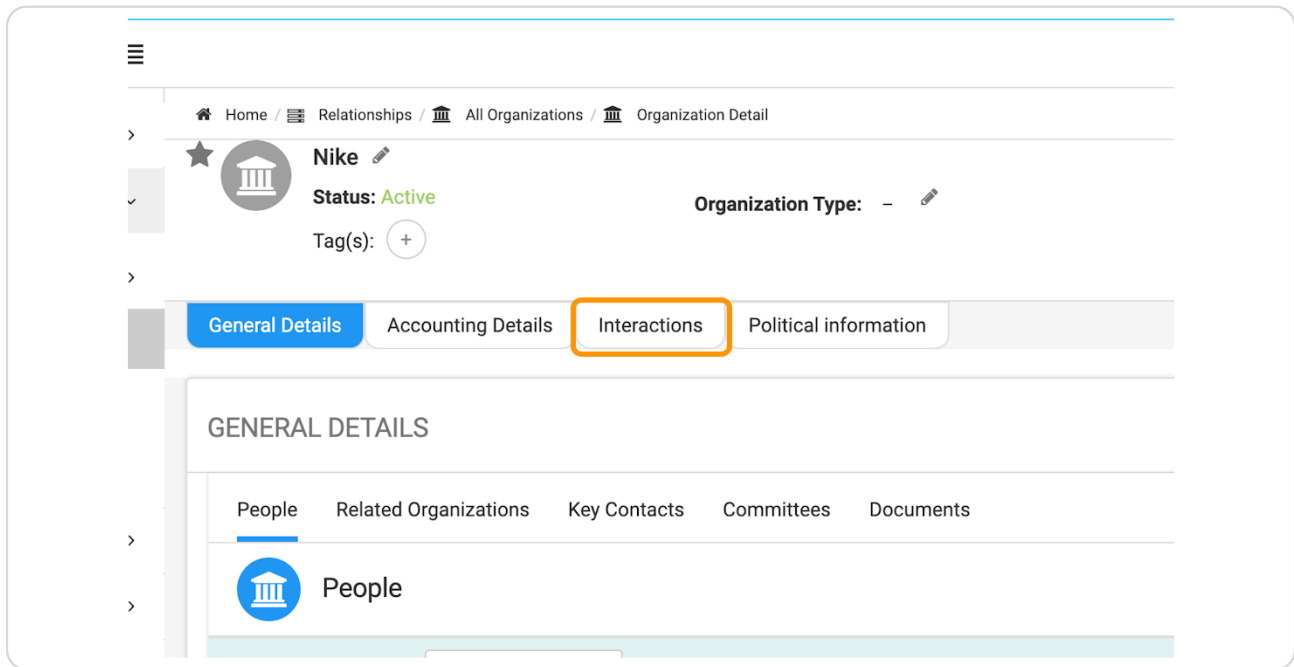 Home / Relationships / All Organizations / Organization Detail
Nike
Status: Active
Organization Type: –
Tag(s): +
General Details Accounting Details Interactions Political information
GENERAL DETAILS
People Related Organizations Key Contacts Committees Documents
People